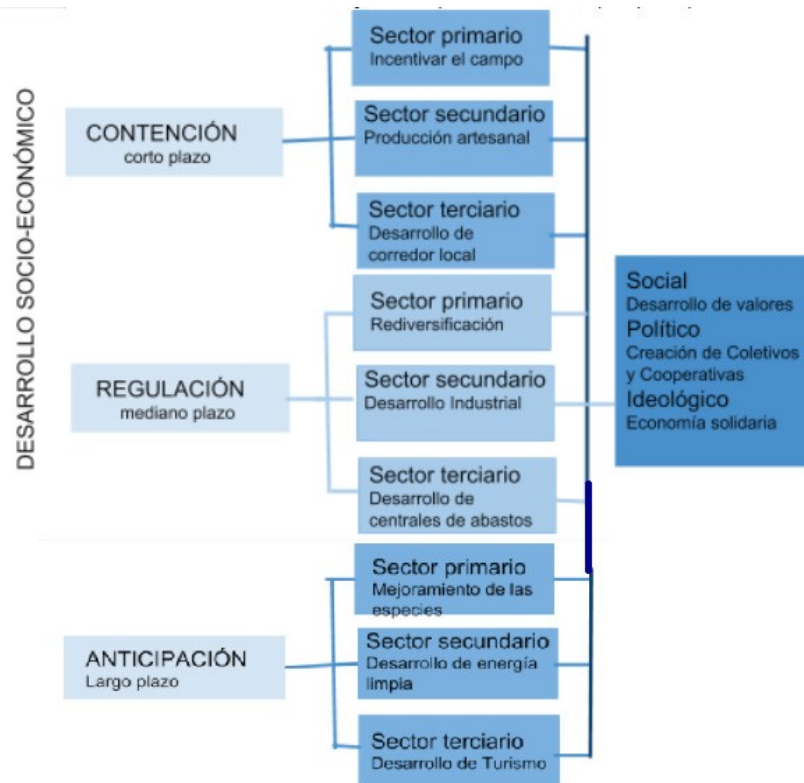 DESARROLLO SOCIO-ECONÓMICO
CONTENCIÓN
corto plazo
Sector primario
Incentivar el campo
Sector secundario
Producción artesanal
Sector terciario
Desarrollo de
corredor local
REGULACIÓN
mediano plazo
Sector primario
Rediversificación
Sector secundario
Desarrollo Industrial
Sector terciario
Desarrollo de
centrales de abastos
ANTICIPACIÓN
Largo plazo
Sector primario
Mejoramiento de las
especies
Sector secundario
Desarrollo de energía
limpia
Sector terciario
Desarrollo de Turismo
Social
Desarrollo de valores
Político
Creación de Coletivos
y Cooperativas
Ideológico
Economía solidaria